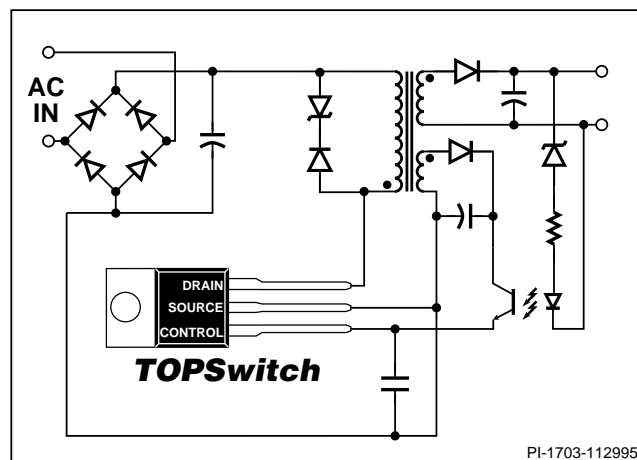 AC
IN
DRAIN
SOURCE
CONTROL
TOPSwitch
PI-1703-112995